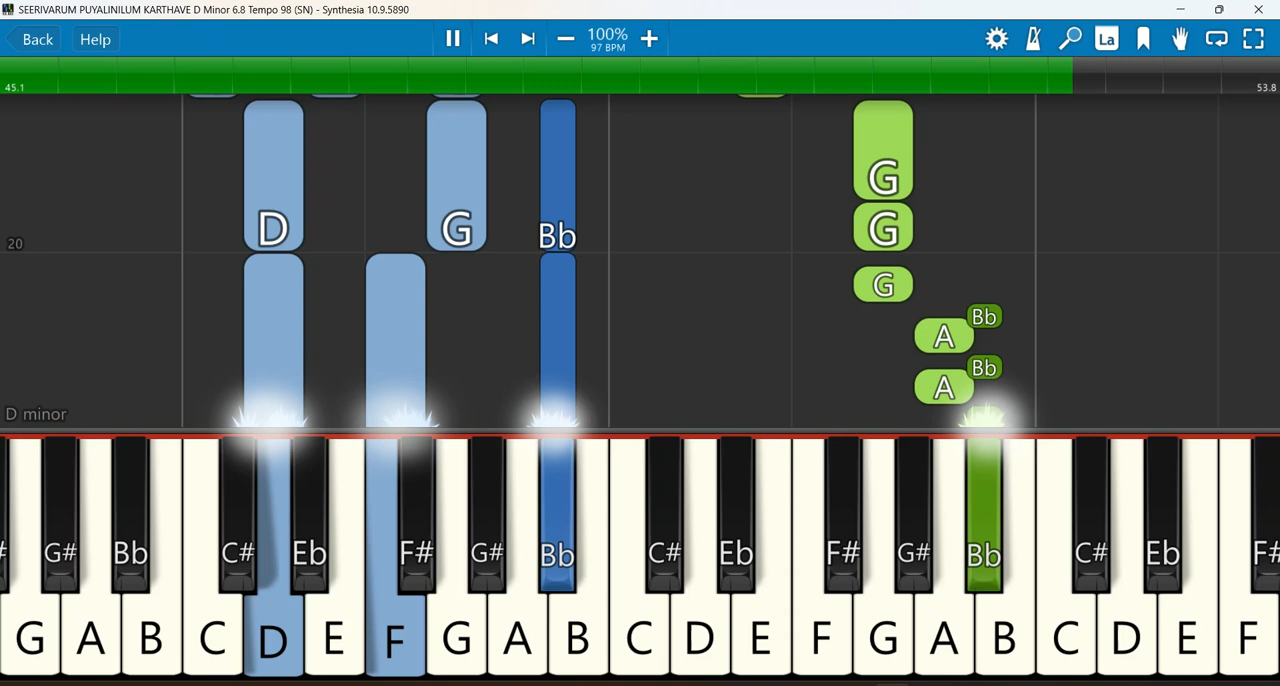 SEERIVARUM PUYALINILUM KARTHAVE D Minor 6.8 Tempo 98 (SN) - Synthesia 10.9.5890
Back Help 100% La
97 BPM
45.1 53.8
G
D G Bb G
20
G
Bb
A
Bb
A
D minor
# G# Bb C# Eb F# G# Bb C# Eb F# G# Bb C# Eb F#
G A B C D E F G A B C D E F G A B C D E F